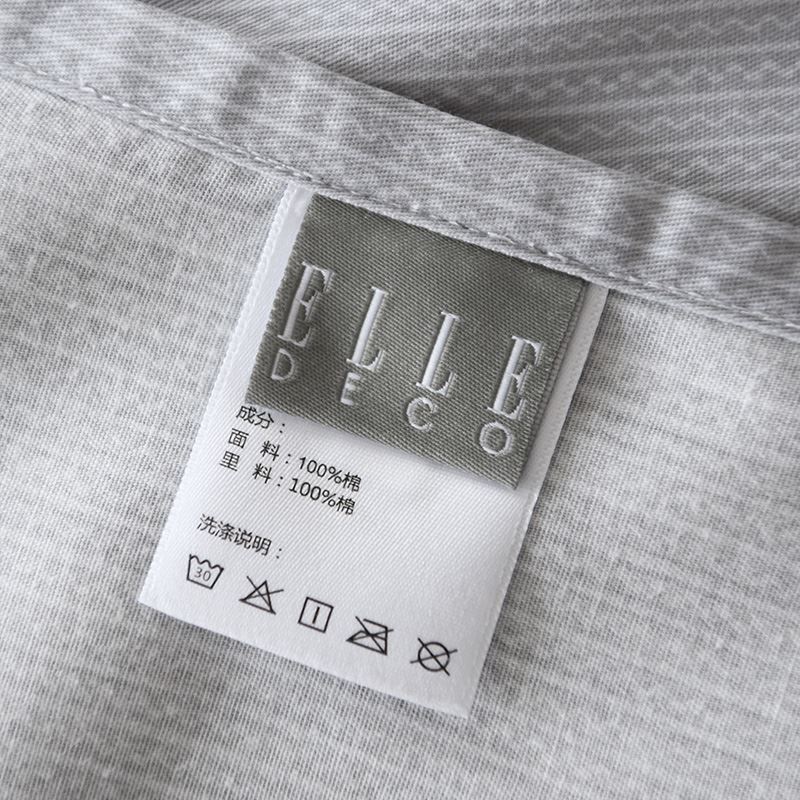 ELLE
DECO
成分：
面 料：100%棉
里 料：100%棉
洗涤说明：
30